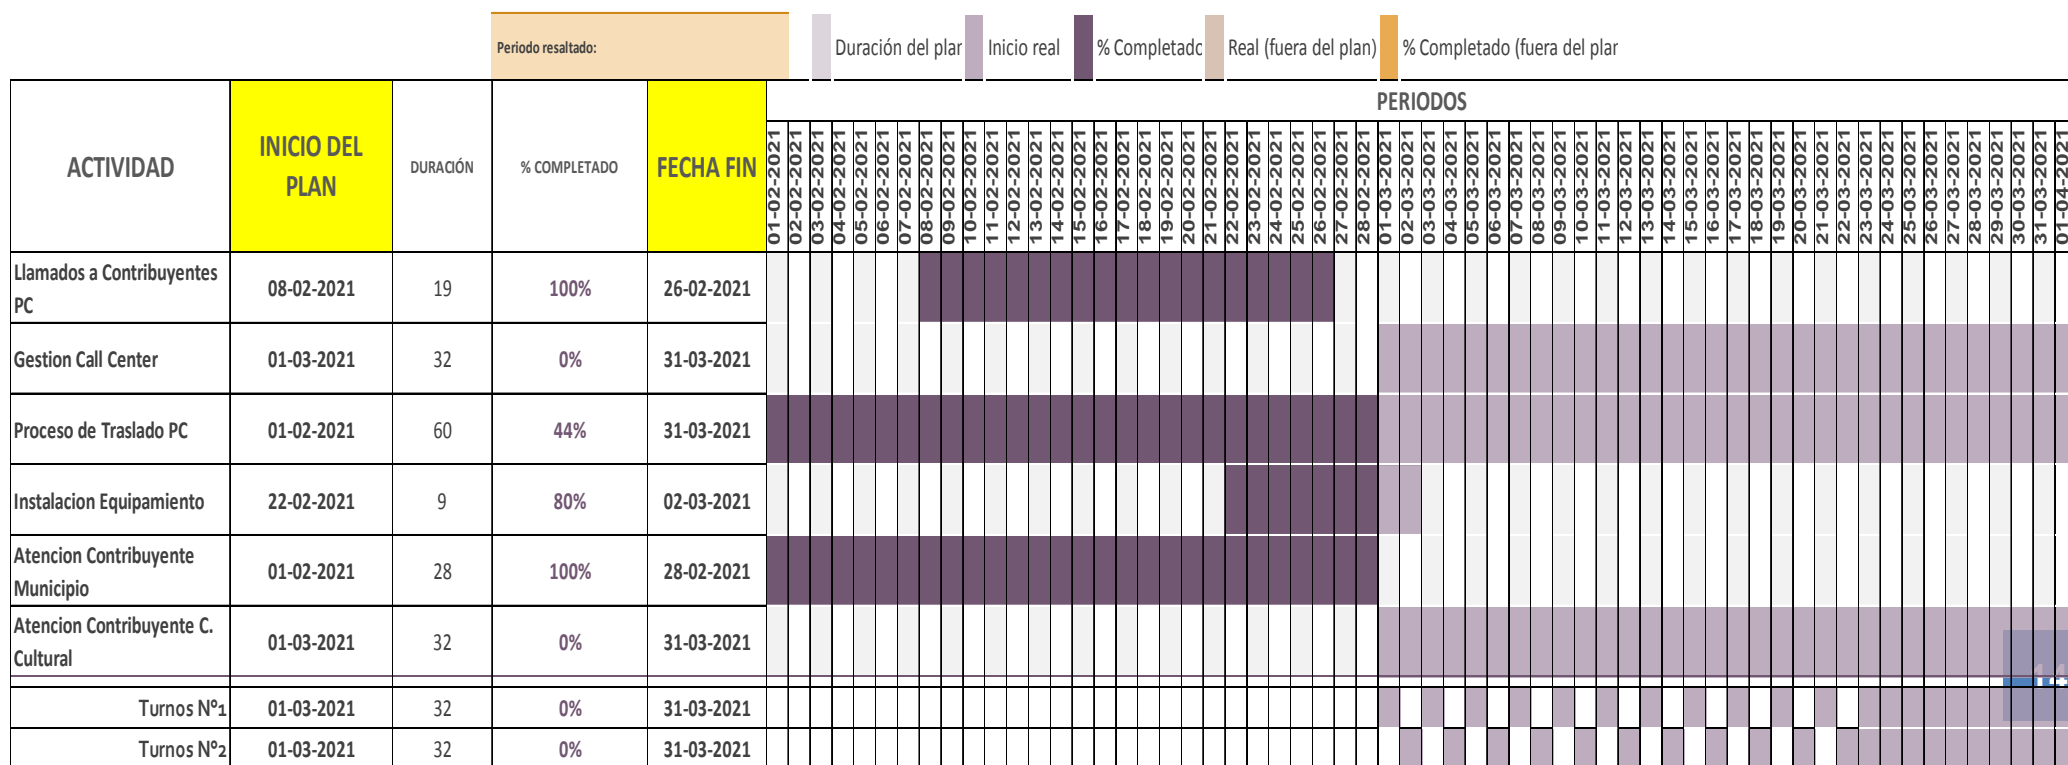 Periodo resaltado:
Duración del plan
Inicio real
% Completado
Real (fuera del plan)
% Completado (fuera del plan
PERIODOS
ACTIVIDAD
INICIO DEL
PLAN
DURACIÓN
% COMPLETADO
FECHA FIN
01-02-2021
02-02-2021
03-02-2021
04-02-2021
05-02-2021
06-02-2021
07-02-2021
08-02-2021
09-02-2021
10-02-2021
11-02-2021
12-02-2021
13-02-2021
14-02-2021
15-02-2021
16-02-2021
17-02-2021
18-02-2021
19-02-2021
20-02-2021
21-02-2021
22-02-2021
23-02-2021
24-02-2021
25-02-2021
26-02-2021
27-02-2021
28-02-2021
01-03-2021
02-03-2021
03-03-2021
04-03-2021
05-03-2021
06-03-2021
07-03-2021
08-03-2021
09-03-2021
10-03-2021
11-03-2021
12-03-2021
13-03-2021
14-03-2021
15-03-2021
16-03-2021
17-03-2021
18-03-2021
19-03-2021
20-03-2021
21-03-2021
22-03-2021
23-03-2021
24-03-2021
25-03-2021
26-03-2021
27-03-2021
28-03-2021
29-03-2021
30-03-2021
31-03-2021
01-04-2021
Llamados a Contribuyentes
PC
08-02-2021 19 100% 26-02-2021
Gestion Call Center 01-03-2021 32 0% 31-03-2021
Proceso de Traslado PC 01-02-2021 60 44% 31-03-2021
Instalacion Equipamiento 22-02-2021 9 80% 02-03-2021
Atencion Contribuyente
Municipio
01-02-2021 28 100% 28-02-2021
Atencion Contribuyente C.
Cultural
01-03-2021 32 0% 31-03-2021
14
Turnos Nº1 01-03-2021 32 0% 31-03-2021
Turnos Nº2 01-03-2021 32 0% 31-03-2021